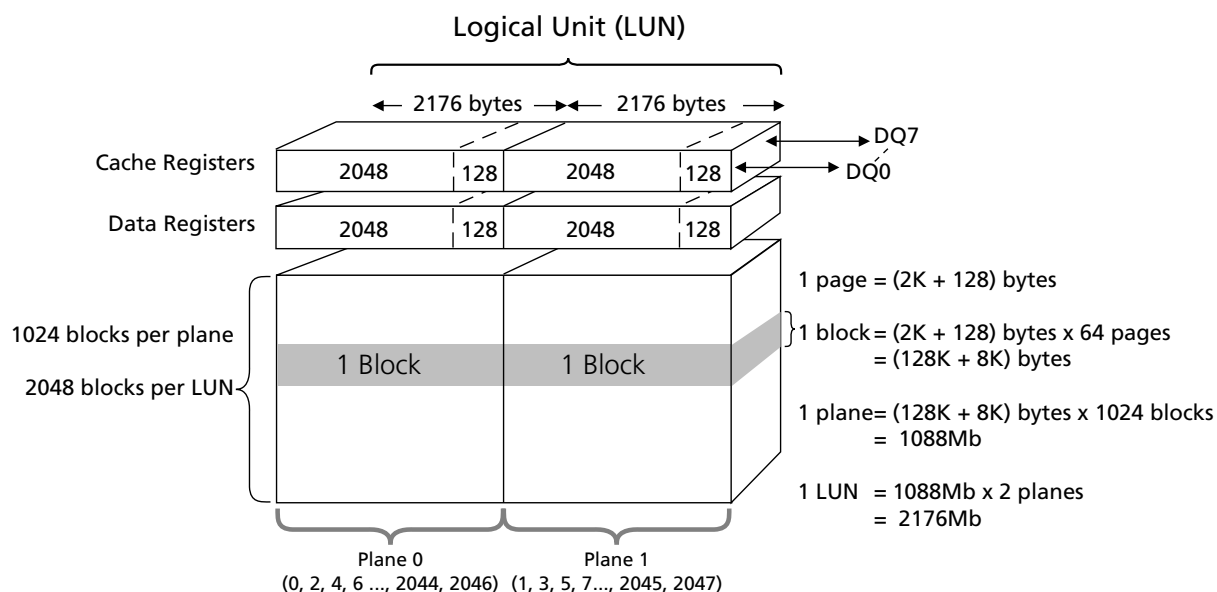 Logical Unit (LUN)
2176 bytes 2176 bytes
Cache Registers
2048 128 2048 128
DQ7
DQ0
Data Registers
2048 128 2048 128
1024 blocks per plane
2048 blocks per LUN
1 Block 1 Block
1 page = (2K + 128) bytes
1 block = (2K + 128) bytes x 64 pages
= (128K + 8K) bytes
1 plane= (128K + 8K) bytes x 1024 blocks
= 1088Mb
1 LUN = 1088Mb x 2 planes
= 2176Mb
Plane 0
(0, 2, 4, 6 ..., 2044, 2046)
Plane 1
(1, 3, 5, 7..., 2045, 2047)